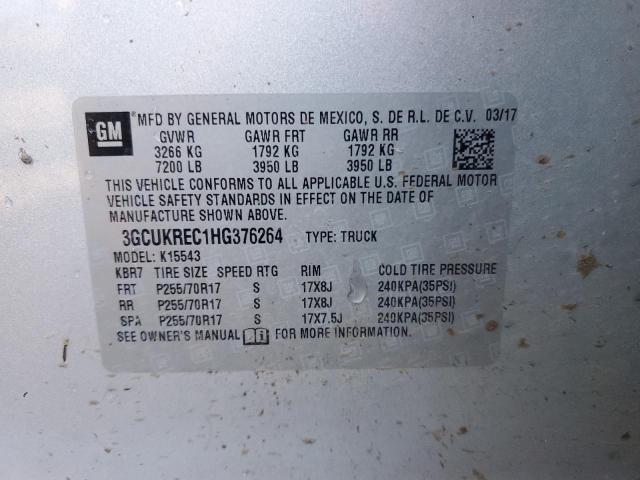 GM ® MFD BY GENERAL MOTORS DE MEXICO, S. DE R.L. DE C.V. 03/17
GVWR GAWR FRT GAWR RR
3266 KG 1792 KG 1792 KG
7200 LB 3950 LB 3950 LB
THIS VEHICLE CONFORMS TO ALL APPLICABLE U.S. FEDERAL MOTOR
VEHICLE SAFETY STANDARDS IN EFFECT ON THE DATE OF
MANUFACTURE SHOWN ABOVE.
3GCUKREC1HG376264 TYPE: TRUCK
MODEL: K15543
KBR7 TIRE SIZE SPEED RTG RIM COLD TIRE PRESSURE
FRT P255/70R17 S 17X8J 240KPA(35PSI)
RR P255/70R17 S 17X8J 240KPA(35PSI)
SPA P255/70R17 S 17X7.5J 240KPA(35PSI)
SEE OWNER'S MANUAL FOR MORE INFORMATION.